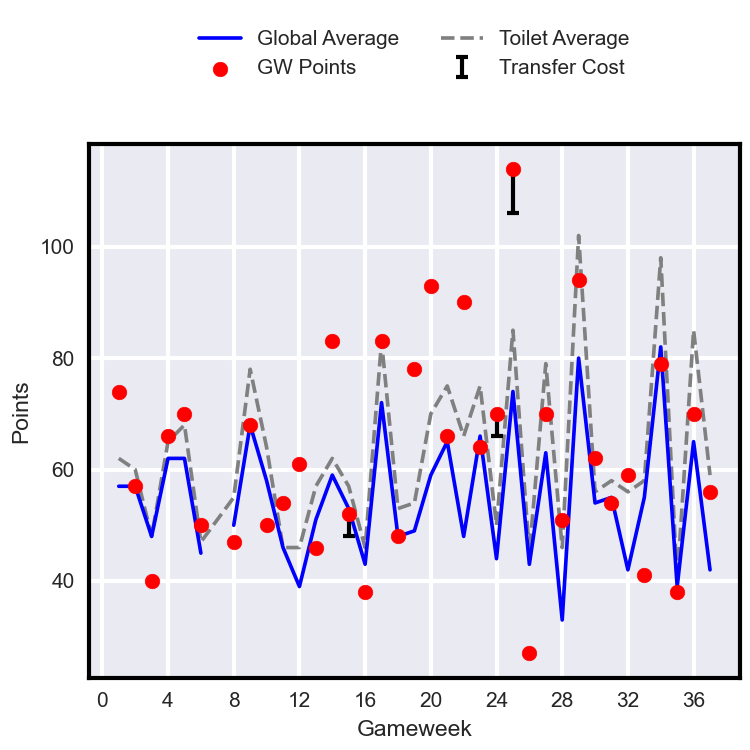 Global Average Toilet Average
GW Points Transfer Cost
100
80
60
40
Points
0 4 8 12 16 20 24 28 32 36
Gameweek